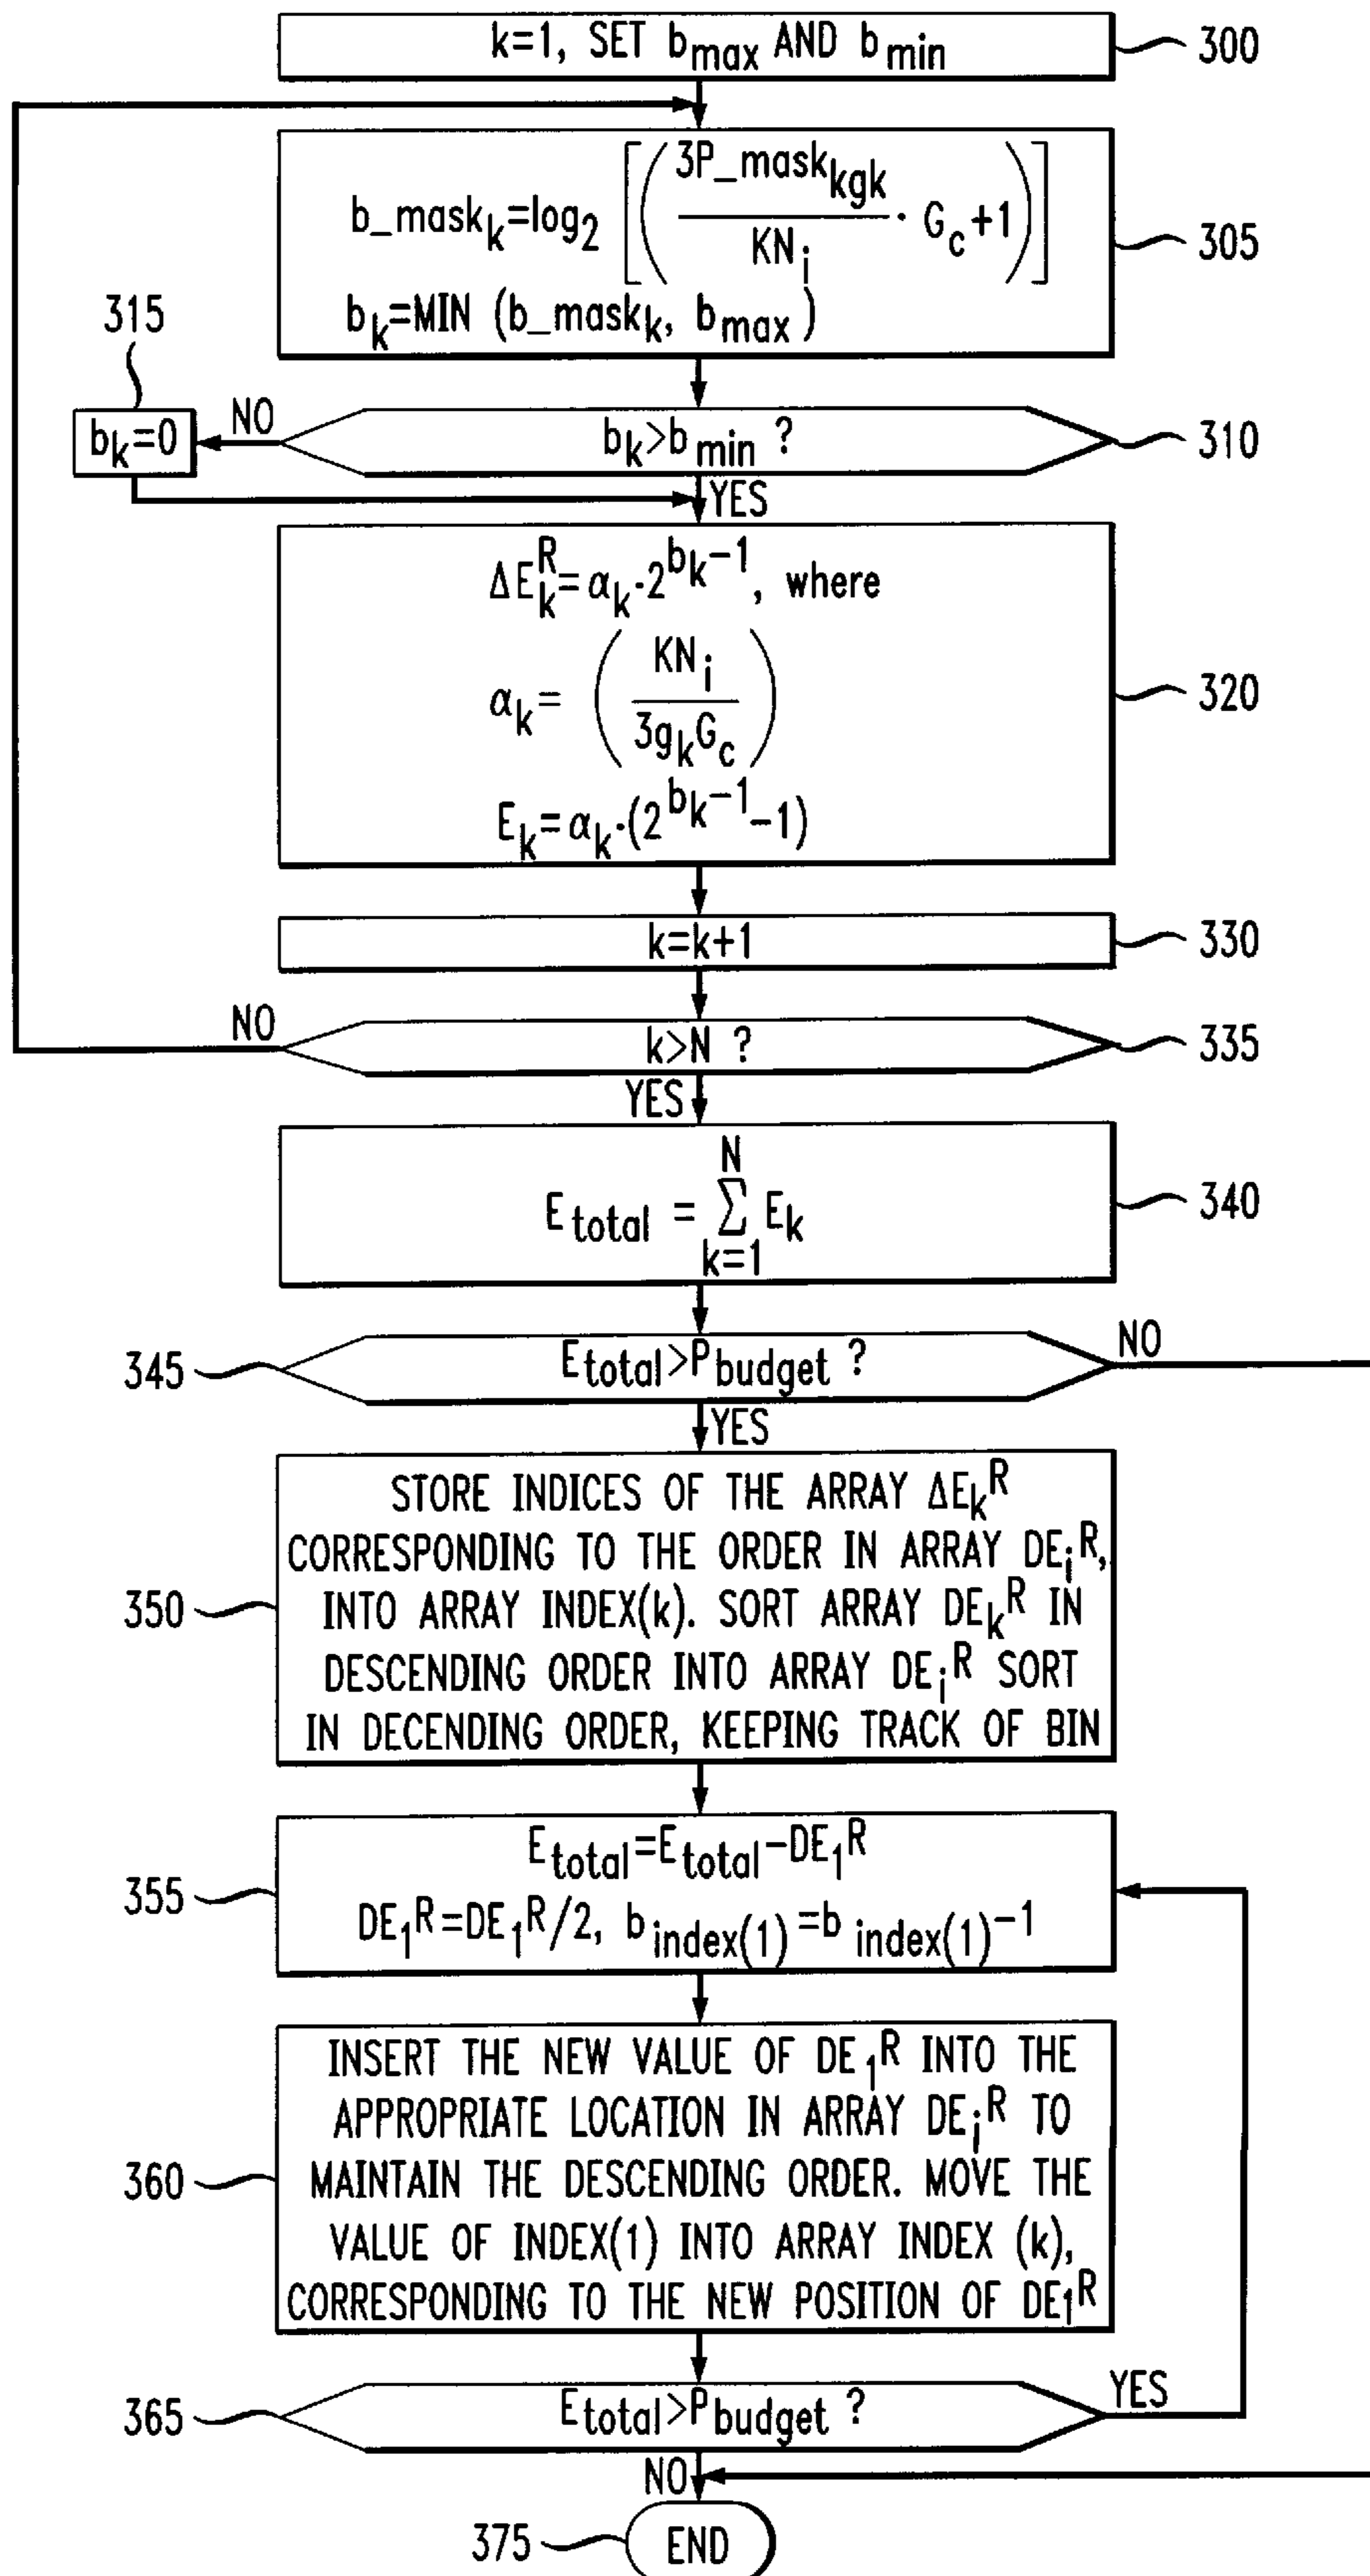 k=1, SET b_max AND b_min
300
b_mask_k=log_2 [(3P_mask_kgk / KN_i · G_c+1)]
b_k=MIN (b_mask_k, b_max)
305
315
b_k=0
NO
b_k>b_min ?
310
YES
ΔE_k^R=α_k·2^(b_k-1), where
α_k= (KN_i / 3g_kG_c)
E_k=α_k·(2^(b_k-1)-1)
320
k=k+1
330
NO
k>N ?
335
YES
E_total = Σ_(k=1)^N E_k
340
345
E_total>P_budget ?
NO
YES
350
STORE INDICES OF THE ARRAY ΔE_k^R
CORRESPONDING TO THE ORDER IN ARRAY DE_i^R,
INTO ARRAY INDEX(k). SORT ARRAY DE_k^R IN
DESCENDING ORDER INTO ARRAY DE_i^R SORT
IN DECENDING ORDER, KEEPING TRACK OF BIN
355
E_total=E_total-DE_1^R
DE_1^R=DE_1^R/2, b_index(1)=b_index(1)-1
360
INSERT THE NEW VALUE OF DE_1^R INTO THE
APPROPRIATE LOCATION IN ARRAY DE_i^R TO
MAINTAIN THE DESCENDING ORDER. MOVE THE
VALUE OF INDEX(1) INTO ARRAY INDEX (k),
CORRESPONDING TO THE NEW POSITION OF DE_1^R
365
E_total>P_budget ?
YES
NO
375
END